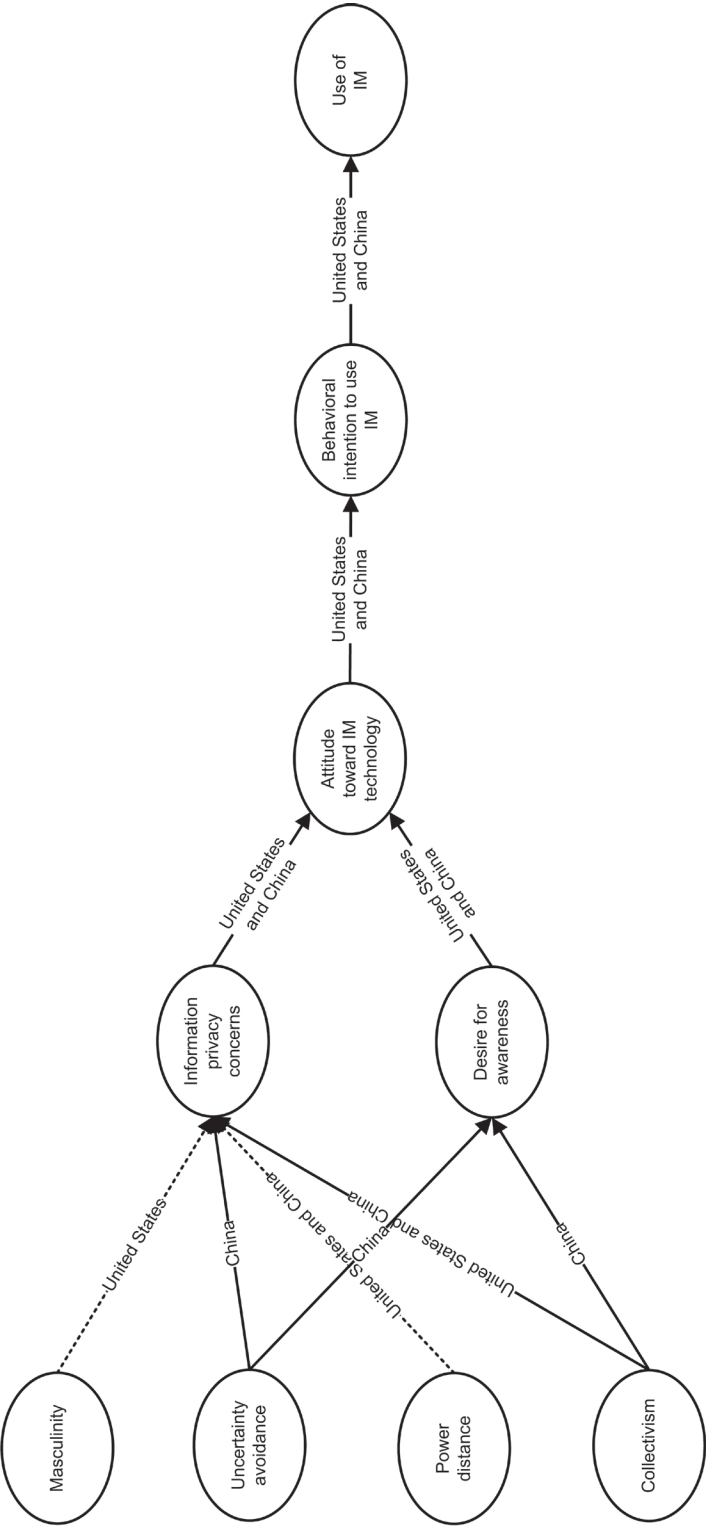 Masculinity
Uncertainty
avoidance
Power
distance
Collectivism
United States
China
United States and China
China
United States and China
China
Information
privacy
concerns
Desire for
awareness
United States
and China
United States
and China
Attitude
toward IM
technology
United States
and China
Behavioral
intention to use
IM
United States
and China
Use of
IM